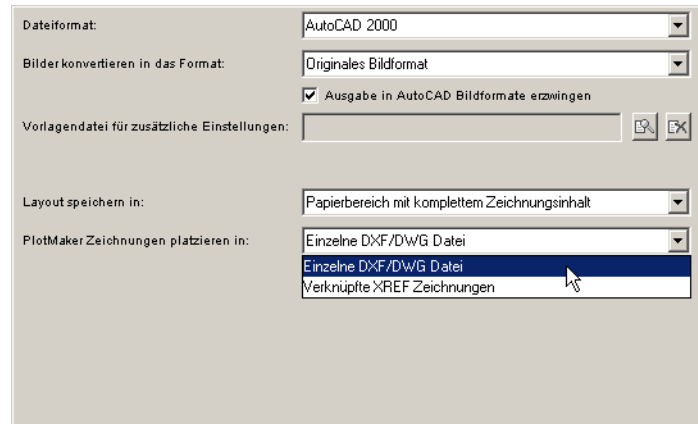 Dateiformat: AutoCAD 2000
Bilder konvertieren in das Format: Originales Bildformat
Ausgabe in AutoCAD Bildformate erzwingen
Vorlagendatei für zusätzliche Einstellungen:
Layout speichern in: Papierbereich mit komplettem Zeichnungsinhalt
PlotMaker Zeichnungen platzieren in: Einzelne DXF/DWG Datei
Einzelne DXF/DWG Datei
Verknüpfte XREF Zeichnungen